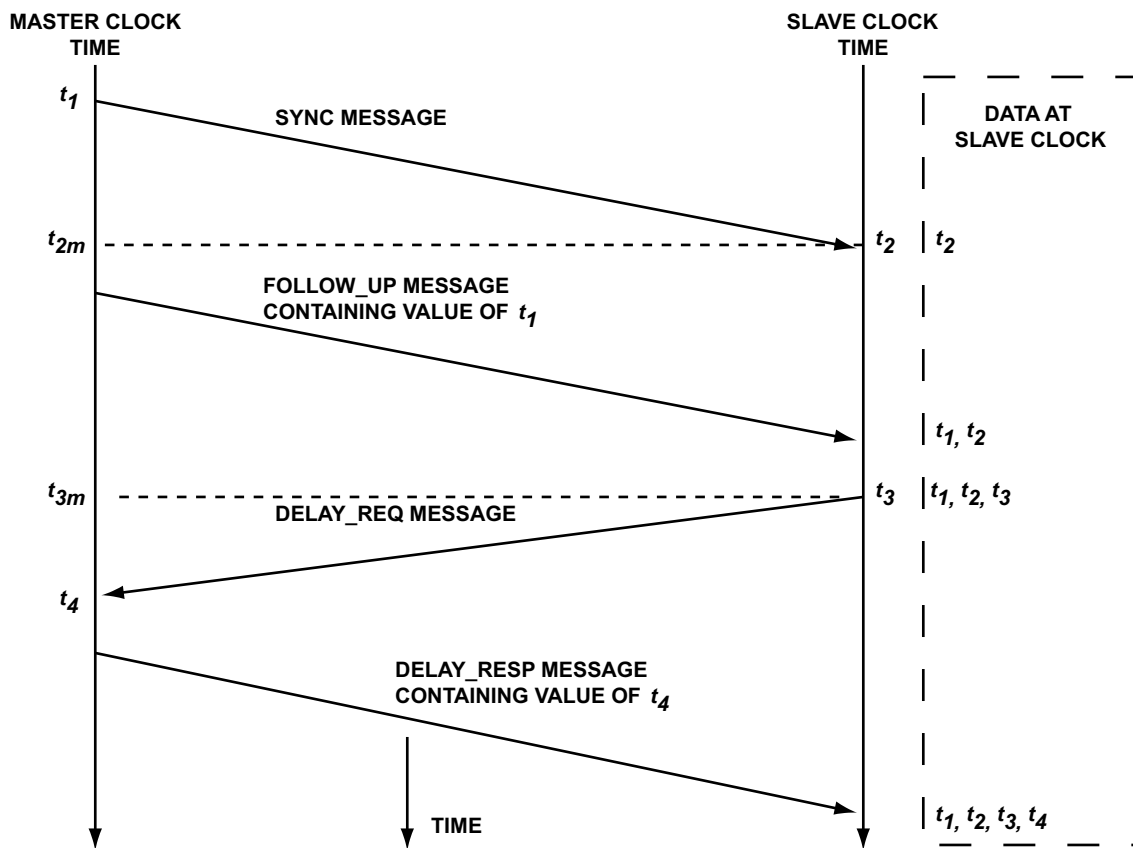 MASTER CLOCK
TIME
SLAVE CLOCK
TIME
t1
SYNC MESSAGE
DATA AT
SLAVE CLOCK
t2m
t2
t2
FOLLOW_UP MESSAGE
CONTAINING VALUE OF t1
t1, t2
t3m
t3
t1, t2, t3
DELAY_REQ MESSAGE
t4
DELAY_RESP MESSAGE
CONTAINING VALUE OF t4
TIME
t1, t2, t3, t4